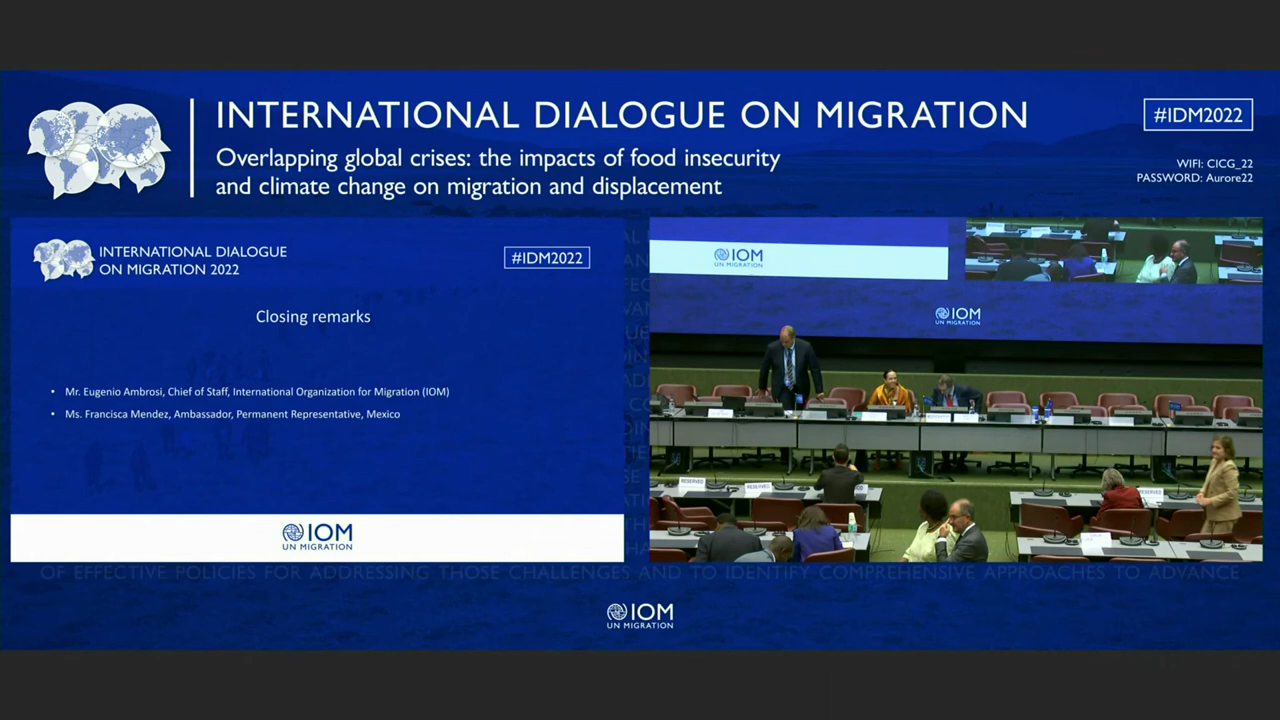 INTERNATIONAL DIALOGUE ON MIGRATION
Overlapping global crises: the impacts of food insecurity
and climate change on migration and displacement
#IDM2022
WIFI: CICG_22
PASSWORD: Aurore22
INTERNATIONAL DIALOGUE
ON MIGRATION 2022
#IDM2022
Closing remarks
• Mr. Eugenio Ambrosi, Chief of Staff, International Organization for Migration (IOM)
• Ms. Francisca Mendez, Ambassador, Permanent Representative, Mexico
IOM
UN MIGRATION
IOM
UN MIGRATION
IOM
UN MIGRATION
RESERVED
RESERVED
RESERVED
OF EFFECTIVE POLICIES FOR ADDRESSING THOSE CHALLENGES AND TO IDENTIFY COMPREHENSIVE APPROACHES TO ADVANCE
IOM
UN MIGRATION